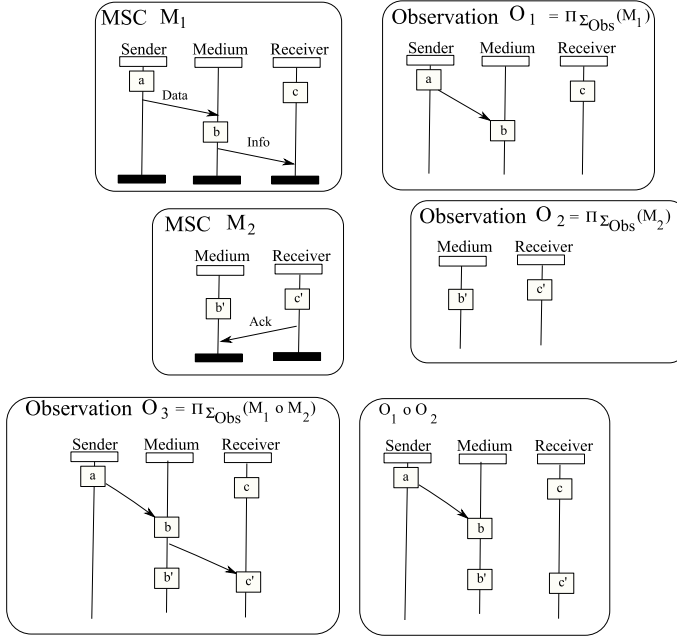 MSC M1
Sender Medium Receiver
a
c
Data
b
Info
Observation O1 = ΠΣObs(M1)
Sender Medium Receiver
a
c
b
MSC M2
Medium Receiver
b' c'
Ack
Observation O2 = ΠΣObs(M2)
Medium Receiver
b' c'
Observation O3 = ΠΣObs(M1 o M2)
Sender Medium Receiver
a
c
b
b' c'
O1 o O2
Sender Medium Receiver
a
c
b
b' c'